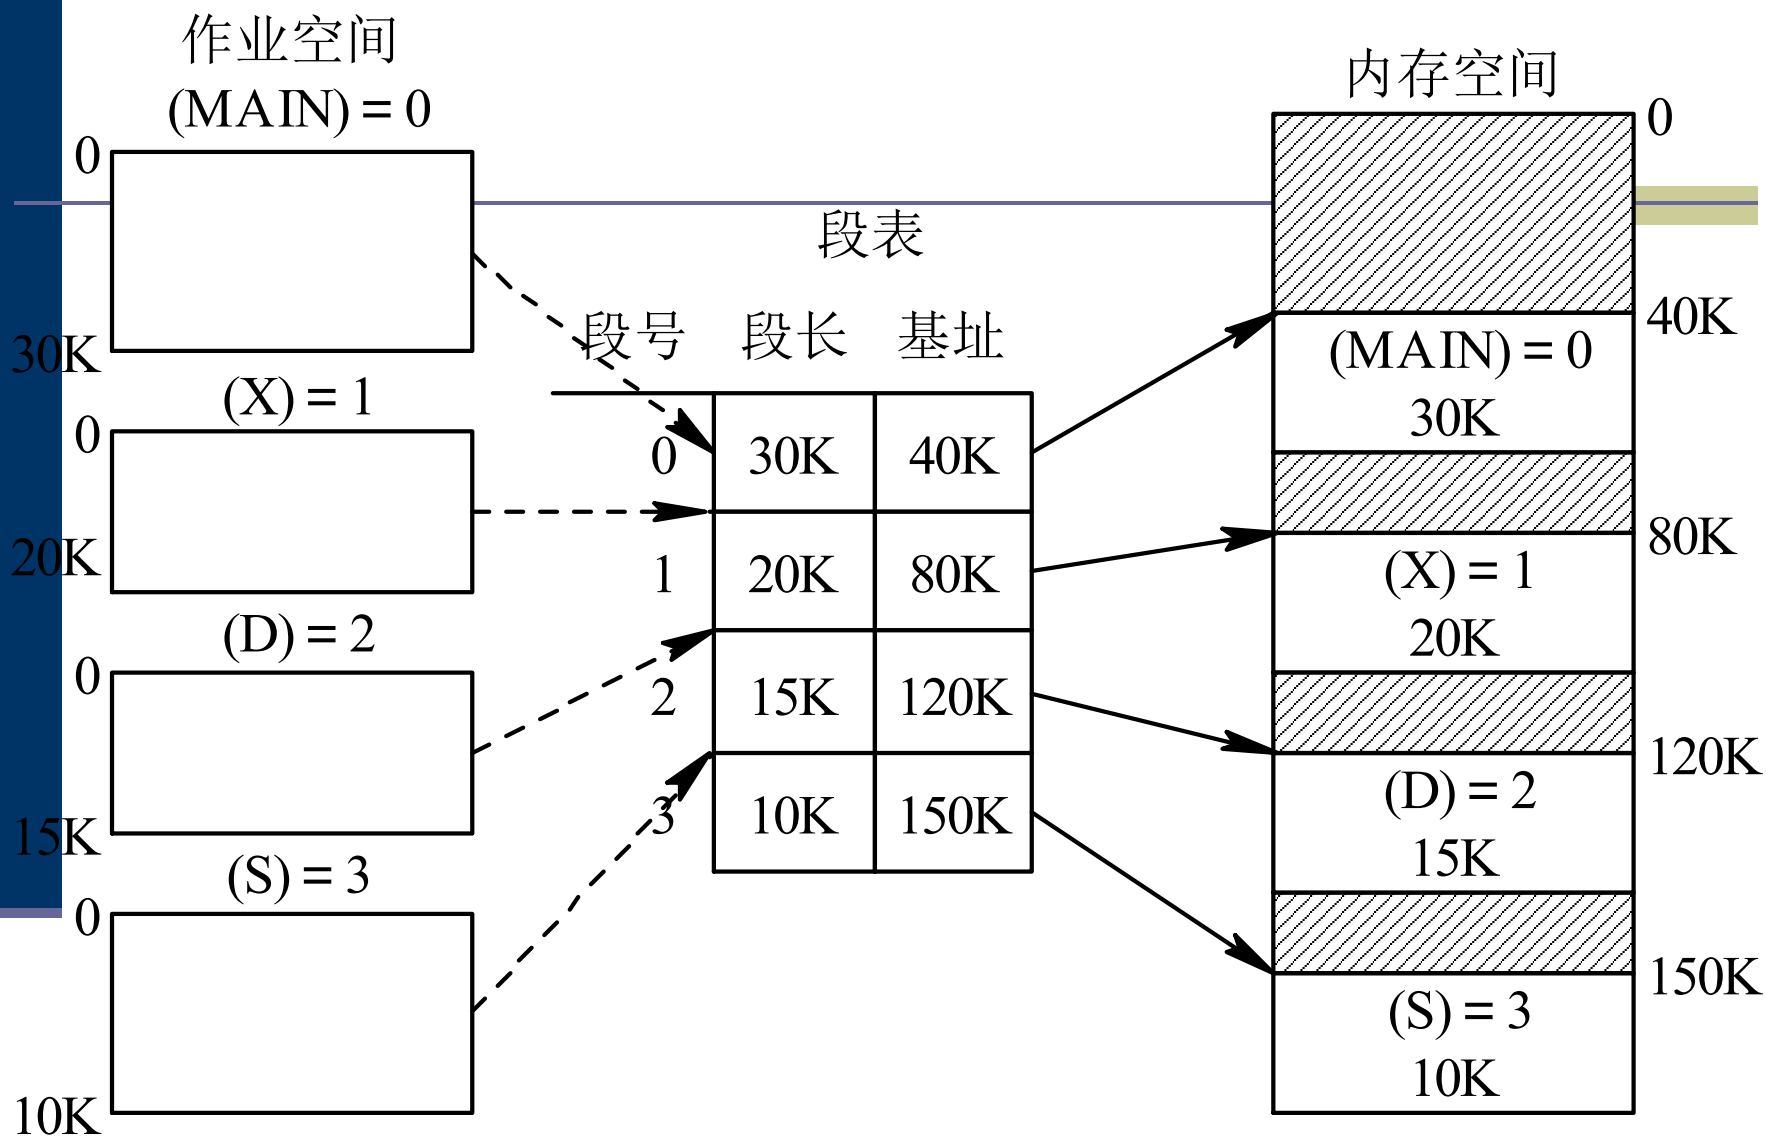 作业空间
(MAIN) = 0
0
30K
(X) = 1
0
20K
(D) = 2
0
15K
(S) = 3
0
10K
段表
段号 段长 基址
0 30K 40K
1 20K 80K
2 15K 120K
3 10K 150K
内存空间
0
40K
(MAIN) = 0
30K
80K
(X) = 1
20K
120K
(D) = 2
15K
150K
(S) = 3
10K